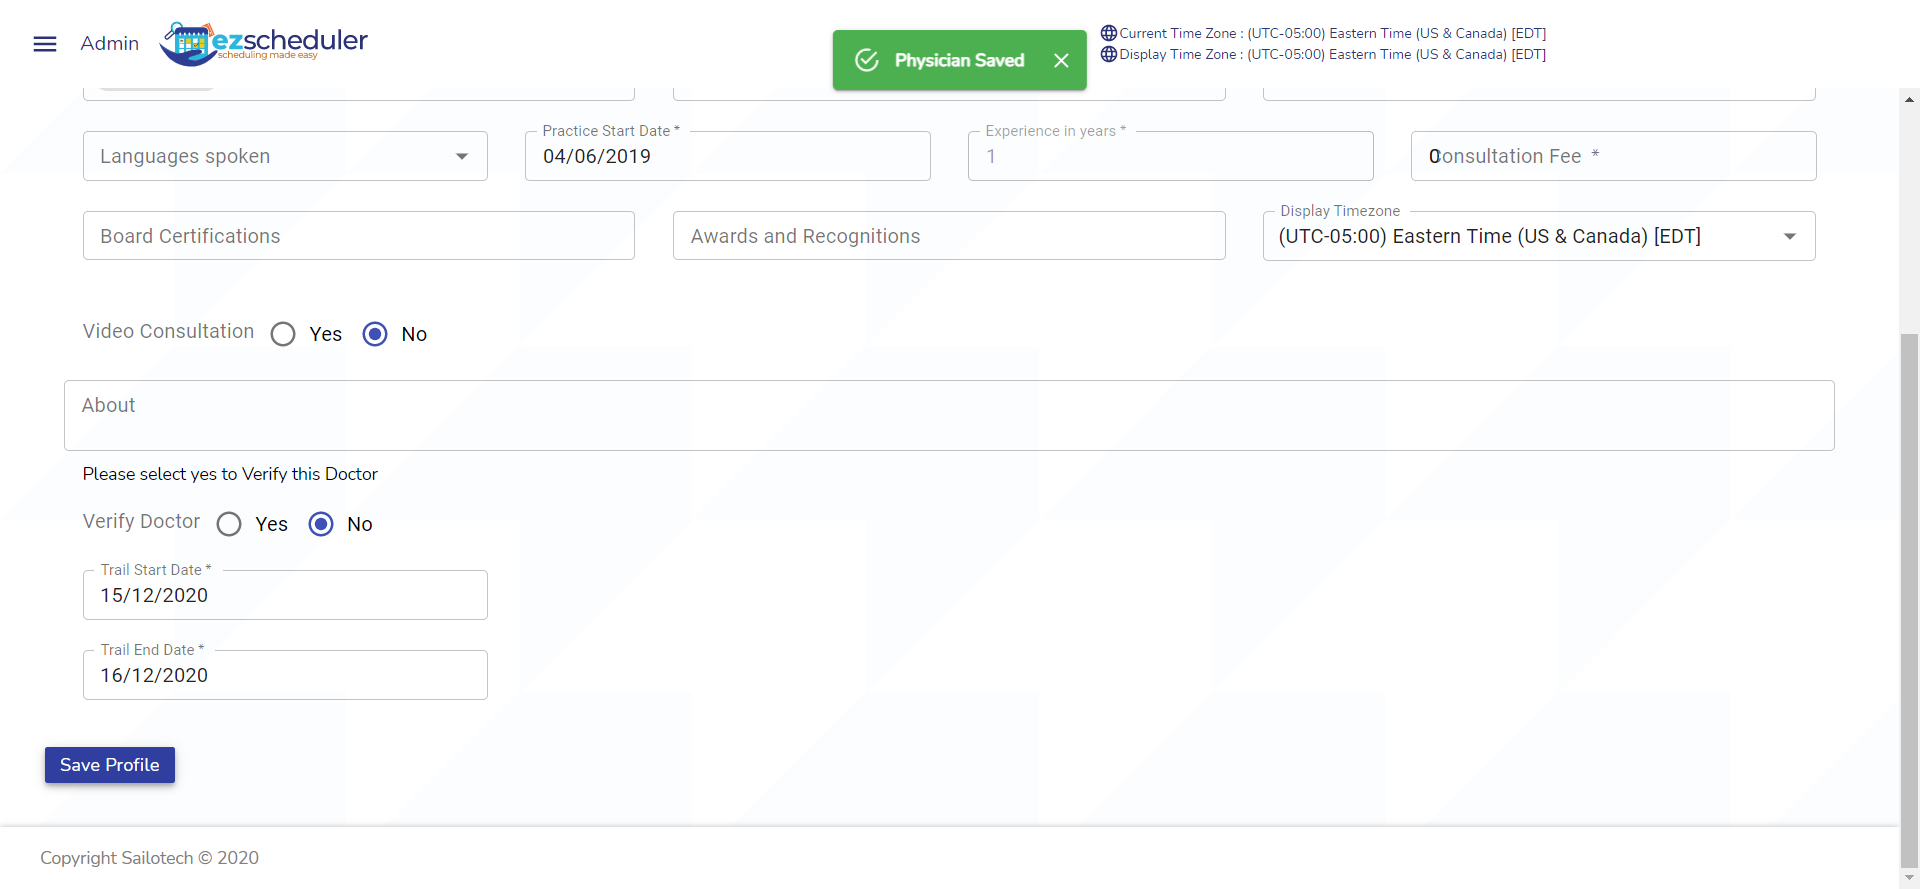 Admin
ezscheduler
scheduling made easy
Physician Saved
Current Time Zone : (UTC-05:00) Eastern Time (US & Canada) [EDT]
Display Time Zone : (UTC-05:00) Eastern Time (US & Canada) [EDT]
Languages spoken
Practice Start Date *
04/06/2019
Experience in years *
1
0
Consultation Fee *
Board Certifications
Awards and Recognitions
Display Timezone
(UTC-05:00) Eastern Time (US & Canada) [EDT]
Video Consultation Yes No
About
Please select yes to Verify this Doctor
Verify Doctor Yes No
Trail Start Date *
15/12/2020
Trail End Date *
16/12/2020
Save Profile
Copyright Sailotech © 2020